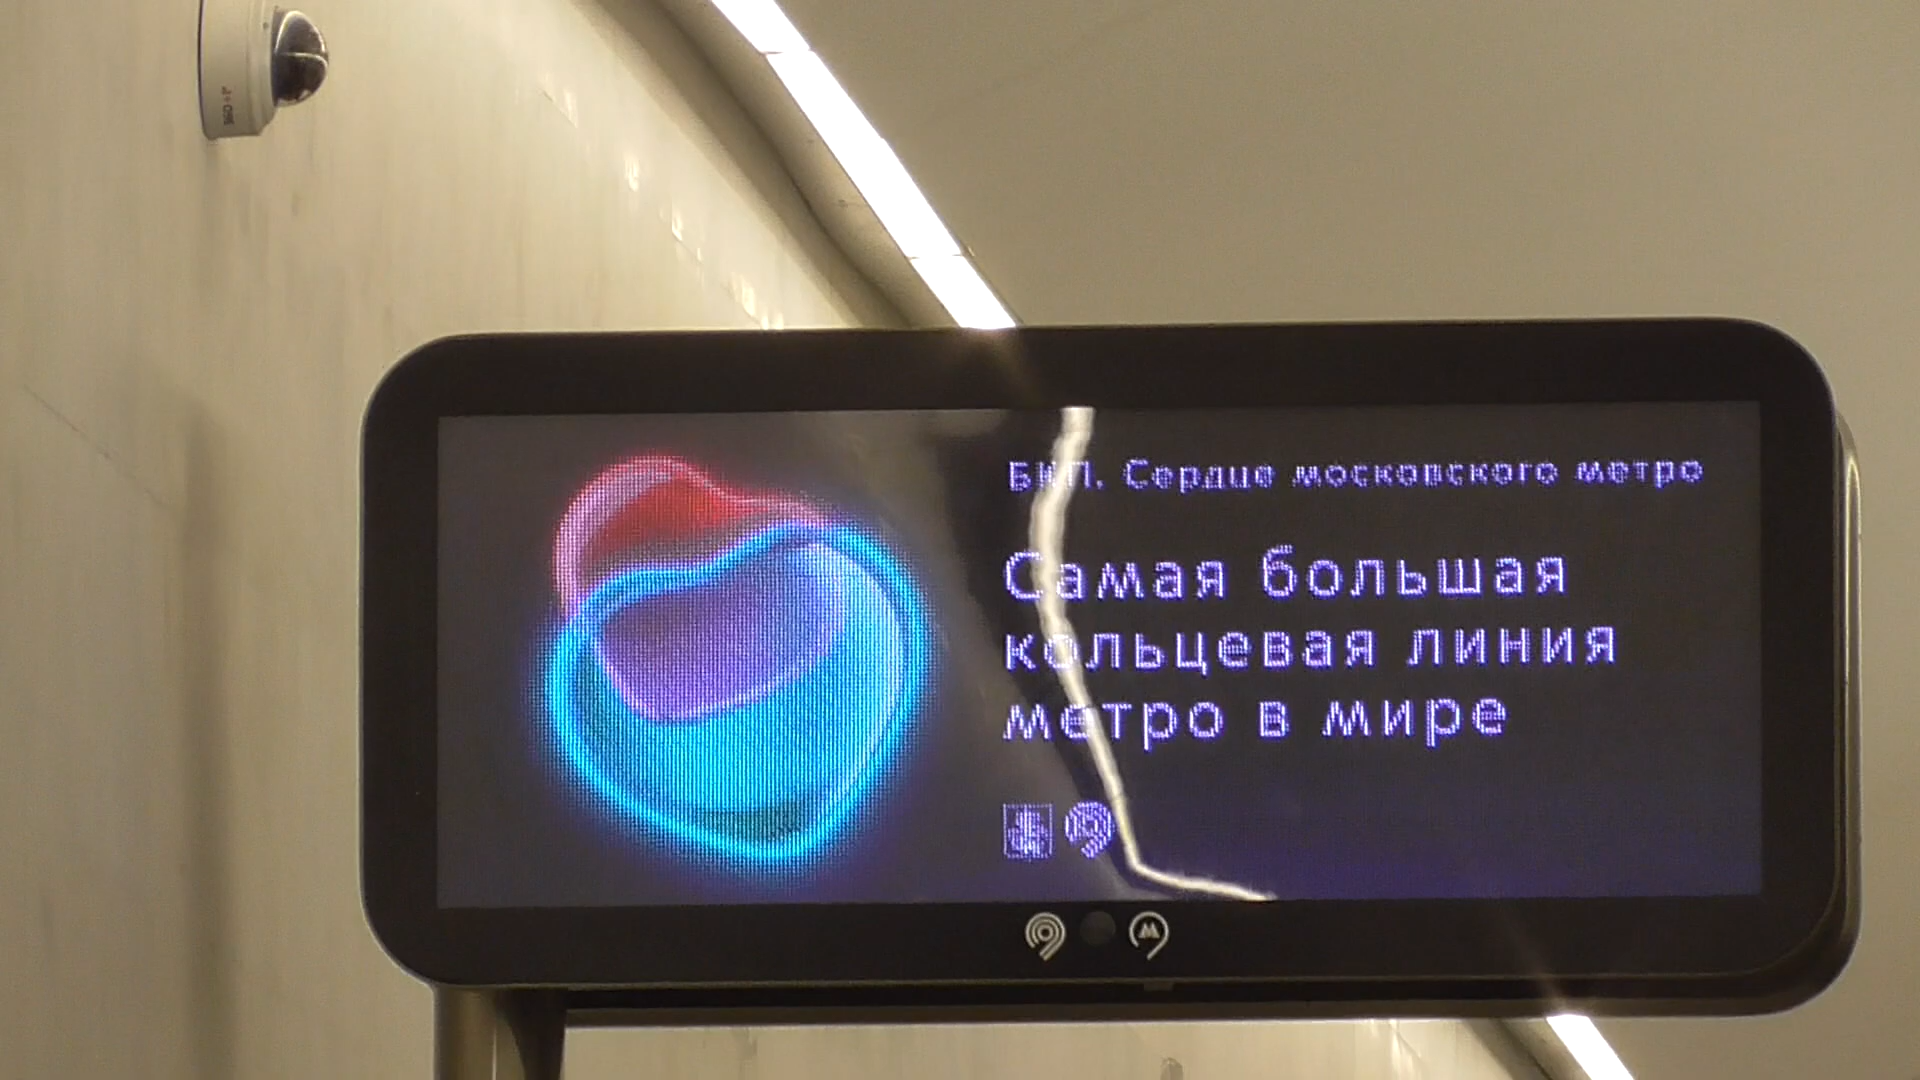 БКЛ. Сердце московского метро
Самая большая
кольцевая линия
метро в мире